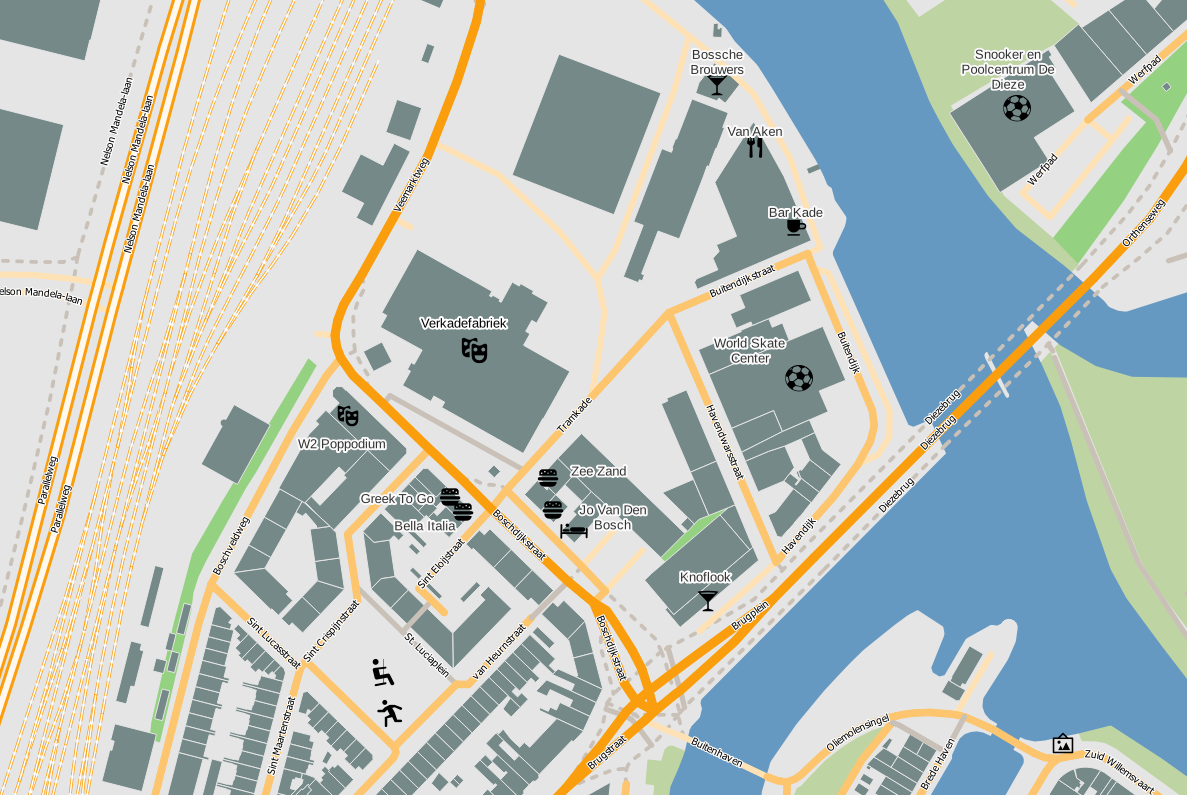 Bossche
Brouwers
Snooker en
Poolcentrum De
Dieze
Werfpad
Nelson Mandela-laan
Nelson Mandela-laan
Nelson Mandela-laan
Van Aken
Veemarktweg
Werfpad
Bar Kade
Orthenseweg
Buitendijkstraat
elson Mandela-laan
Verkadefabriek
World Skate
Center
Buitendijk
Tramkade
Havendwarsstraat
Diezebrug
Diezebrug
Diezebrug
W2 Poppodium
Zee Zand
Parallelweg
Parallelweg
Greek To Go
Bella Italia
Jo Van Den
Bosch
Boschdijkstraat
Boschveldweg
Sint Eloijstraat
Havendijk
Knoflook
Brugplein
Sint Lucasstraat
Sint Crispijnstraat
St. Luciaplein
van Heurnstraat
Boschdijkstraat
Sint Maartenstraat
Brugstraat
Buitenhaven
Oliemolensingel
Brede Haven
Zuid Willemsvaart